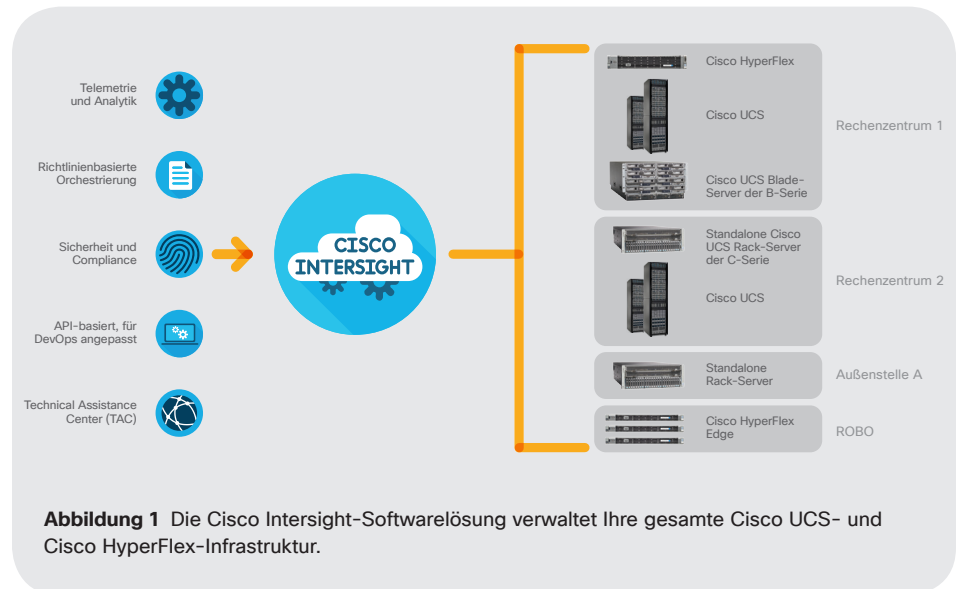 Telemetrie
und Analytik
Richtlinienbasierte
Orchestrierung
Sicherheit und
Compliance
API-basiert, für
DevOps angepasst
Technical Assistance
Center (TAC)
CISCO
INTERSIGHT
Cisco HyperFlex
Cisco UCS
Cisco UCS Blade-
Server der B-Serie
Rechenzentrum 1
Standalone Cisco
UCS Rack-Server
der C-Serie
Cisco UCS
Rechenzentrum 2
Standalone
Rack-Server
Außenstelle A
Cisco HyperFlex
Edge
ROBO
Abbildung 1 Die Cisco Intersight-Softwarelösung verwaltet Ihre gesamte Cisco UCS- und
Cisco HyperFlex-Infrastruktur.